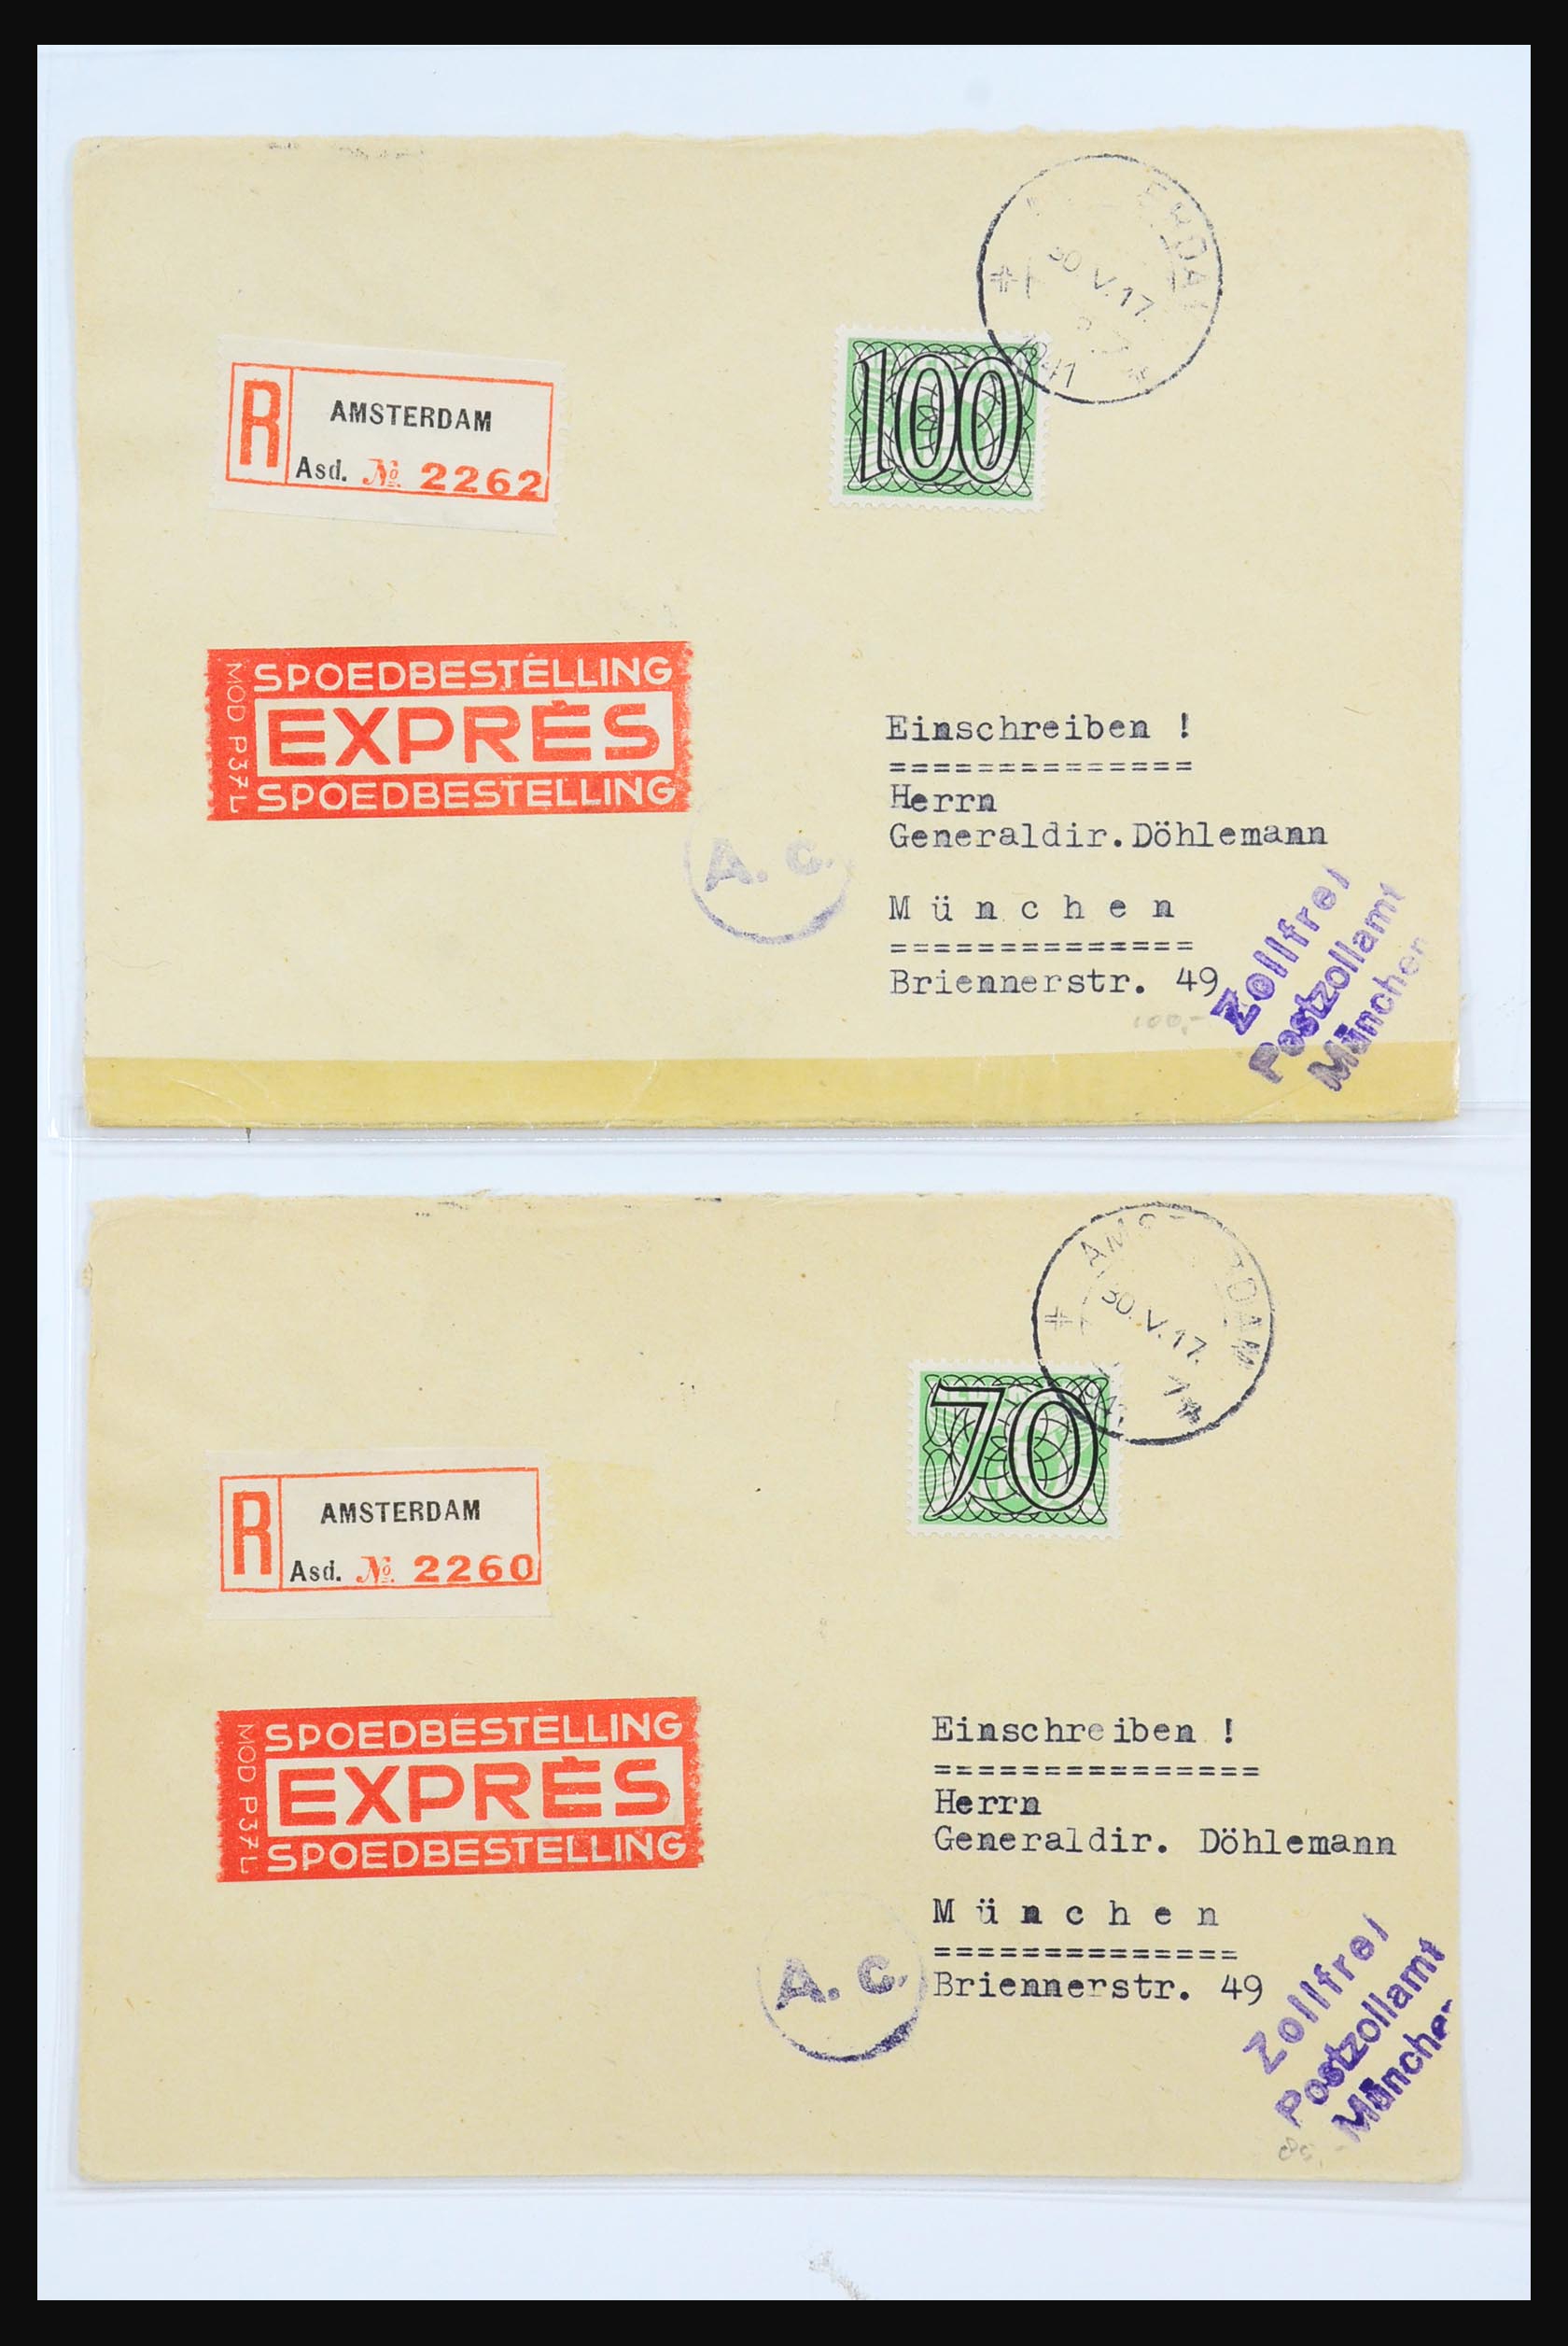 30.V.17.
1941
100
R
AMSTERDAM
Asd. № 2262
MOD P37L
SPOEDBESTELLING
EXPRÈS
SPOEDBESTELLING
A. C.
Einschreiben !
==============
Herrn
Generaldir.Döhlemann
M ü n c h e n
==============
Briennerstr. 49
100,-
Zollfrei
Postzollamt
München
30.V.17.
70
R
AMSTERDAM
Asd. № 2260
MOD P37L
SPOEDBESTELLING
EXPRÈS
SPOEDBESTELLING
A. C.
Einschreiben !
===============
Herrn
Generaldir. Döhlemann
M ü n c h e n
==============
Briennerstr. 49
Zollfrei
Postzollamt
München